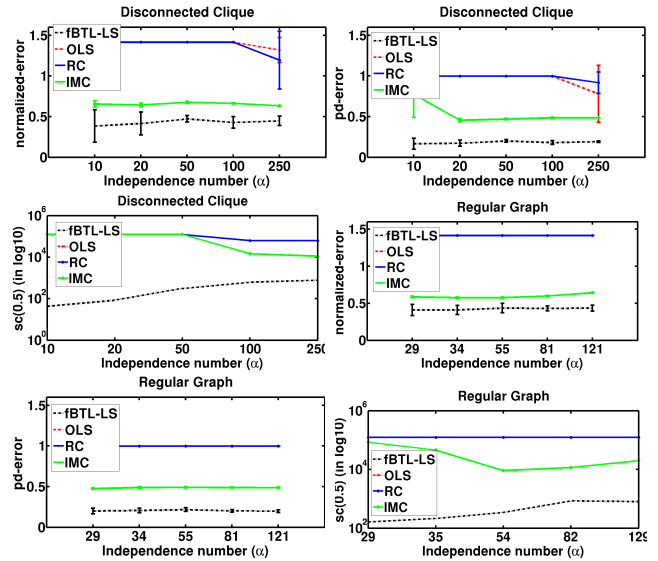 Disconnected Clique
normalized-error
1.5
1
0.5
0
fBTL-LS
OLS
RC
IMC
10 20 50 100 250
Independence number (α)
Disconnected Clique
pd-error
1.5
1
0.5
0
fBTL-LS
OLS
RC
IMC
10 20 50 100 250
Independence number (α)
Disconnected Clique
sc(0.5) (in log10)
10^6
10^4
10^2
10^0
fBTL-LS
OLS
RC
IMC
10 20 50 100 250
Independence number (α)
Regular Graph
normalized-error
1.5
1
0.5
0
fBTL-LS
OLS
RC
IMC
29 34 55 81 121
Independence number (α)
Regular Graph
pd-error
1.5
1
0.5
0
fBTL-LS
OLS
RC
IMC
29 34 55 81 121
Independence number (α)
Regular Graph
sc(0.5) (in log10)
10^6
10^4
10^2
fBTL-LS
OLS
RC
IMC
29 35 54 82 129
Independence number (α)